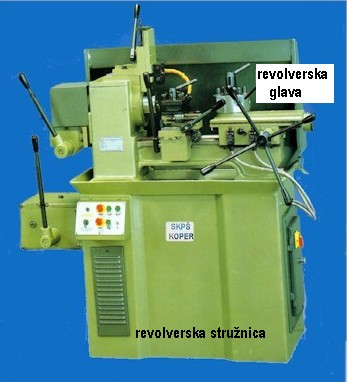 revolverska
glava
SKPŠ
KOPER
revolverska stružnica